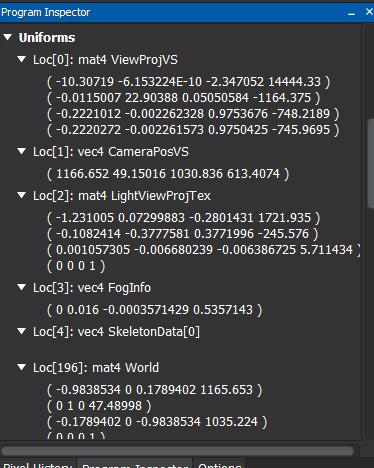 Program Inspector
Uniforms
Loc[0]: mat4 ViewProjVS
( -10.30719 -6.153224E-10 -2.347052 14444.33 )
( -0.0115007 22.90388 0.05050584 -1164.375 )
( -0.2221012 -0.002262328 0.9753676 -748.2189 )
( -0.2220272 -0.002261573 0.9750425 -745.9695 )
Loc[1]: vec4 CameraPosVS
( 1166.652 49.15016 1030.836 613.4074 )
Loc[2]: mat4 LightViewProjTex
( -1.231005 0.07299883 -0.2801431 1721.935 )
( -0.1082414 -0.3777581 0.3771996 -245.576 )
( 0.001057305 -0.006680239 -0.006386725 5.711434 )
( 0 0 0 1 )
Loc[3]: vec4 FogInfo
( 0 0.016 -0.0003571429 0.5357143 )
Loc[4]: vec4 SkeletonData[0]
Loc[196]: mat4 World
( -0.9838534 0 0.1789402 1165.653 )
( 0 1 0 47.48998 )
( -0.1789402 0 -0.9838534 1035.224 )
( 0 0 0 1 )
Pixel History Program Inspector Options